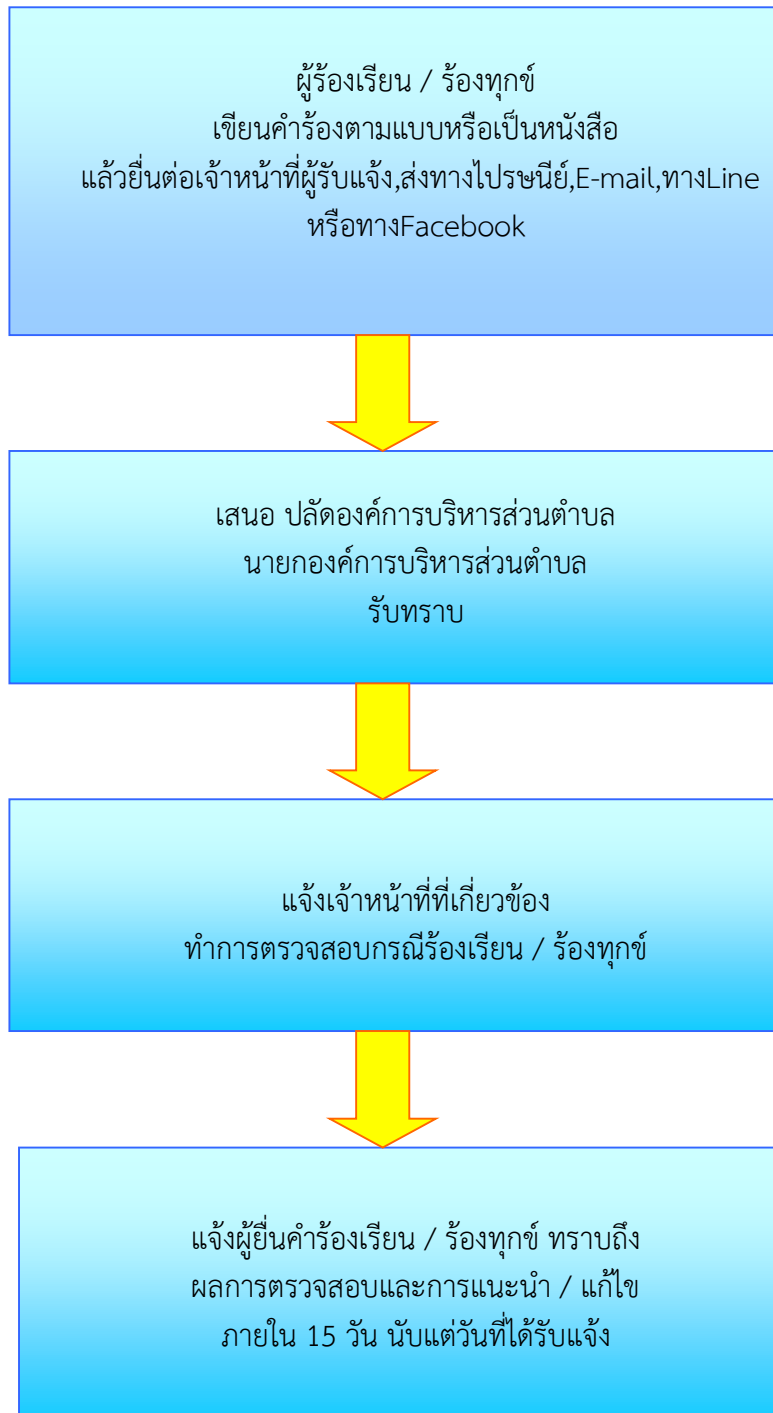 ผู้ร้องเรียน / ร้องทุกข์
เขียนคำร้องตามแบบหรือเป็นหนังสือ
แล้วยื่นต่อเจ้าหน้าที่ผู้รับแจ้ง,ส่งทางไปรษนีย์,E-mail,ทางLine
หรือทางFacebook
เสนอ ปลัดองค์การบริหารส่วนตำบล
นายกองค์การบริหารส่วนตำบล
รับทราบ
แจ้งเจ้าหน้าที่ที่เกี่ยวข้อง
ทำการตรวจสอบกรณีร้องเรียน / ร้องทุกข์
แจ้งผู้ยื่นคำร้องเรียน / ร้องทุกข์ ทราบถึง
ผลการตรวจสอบและการแนะนำ / แก้ไข
ภายใน 15 วัน นับแต่วันที่ได้รับแจ้ง